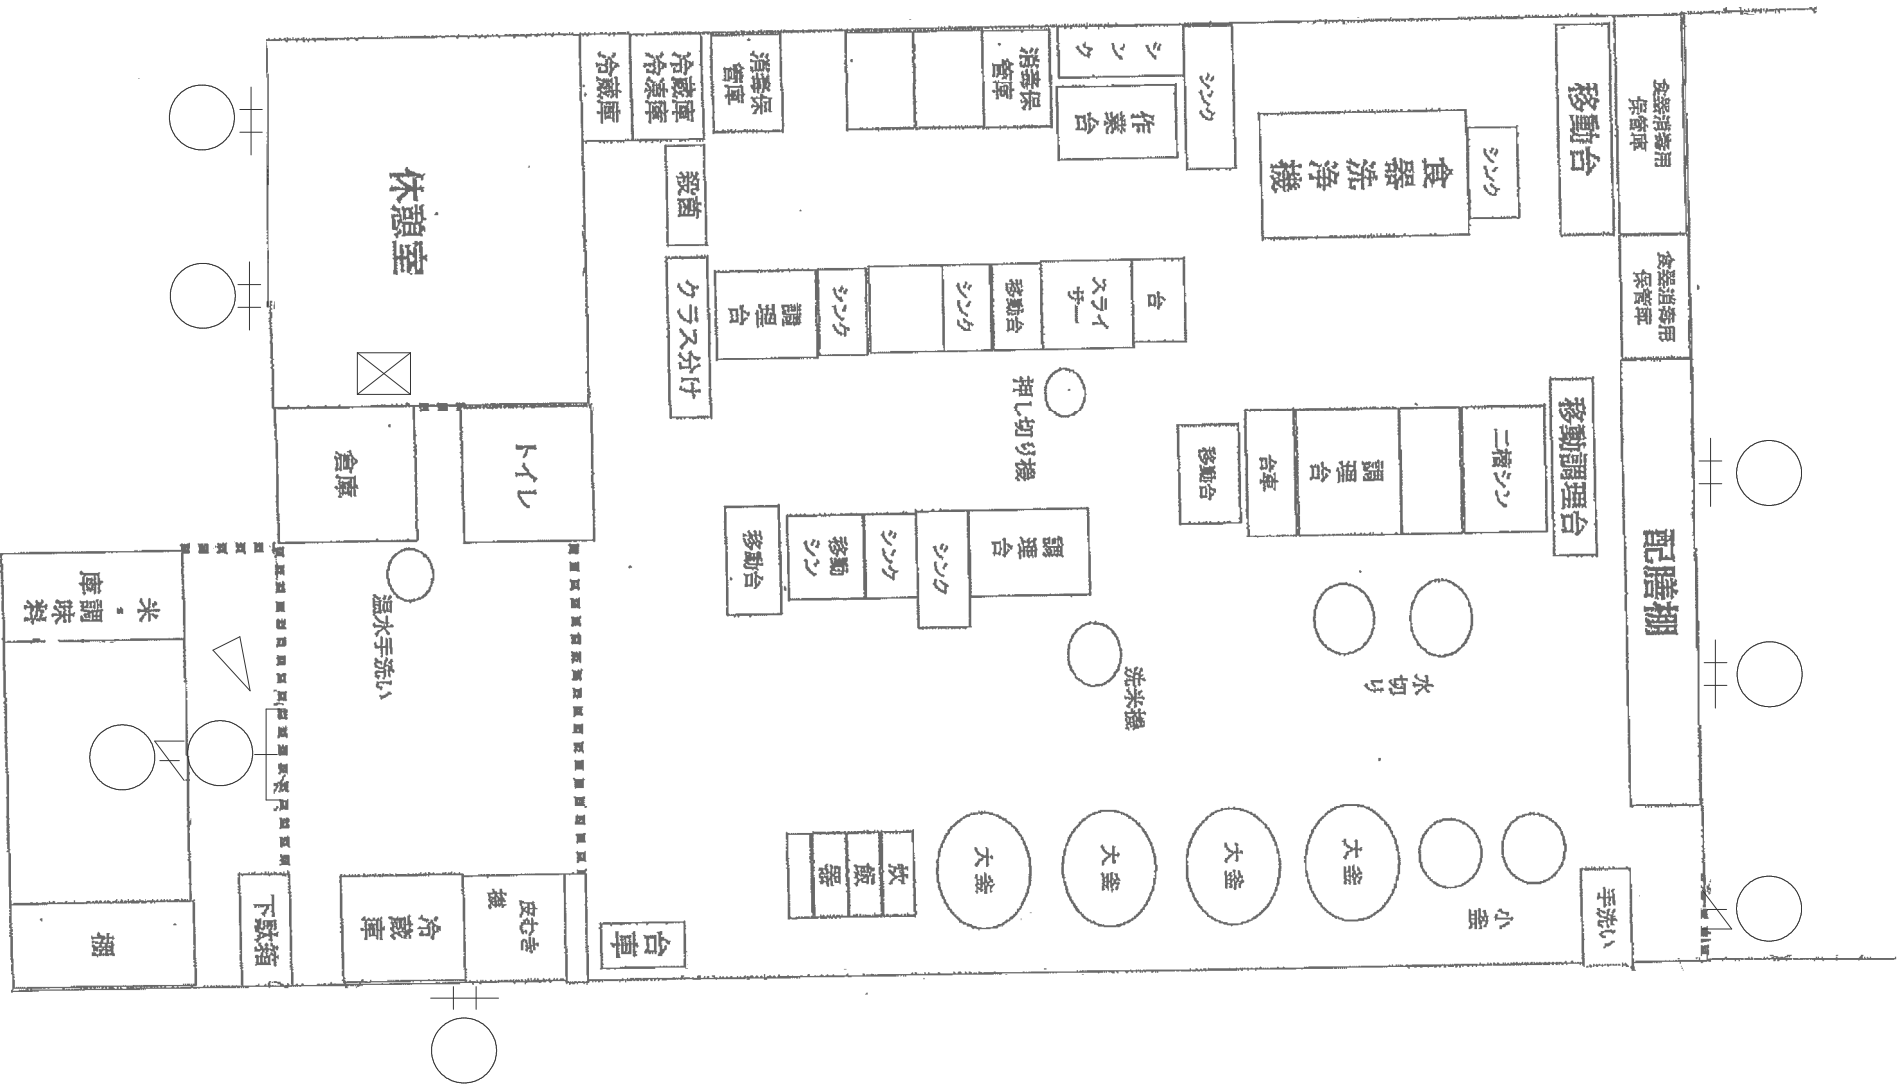 冷蔵庫
冷蔵庫
冷凍庫
消毒保
管庫
消毒保
管庫
シンク
シンク
作業台
食器洗浄機
シンク
移動台
食器消毒用
保管庫
食器消毒用
保管庫
休憩室
殺菌
クラス分け
調理台
シンク
シンク
移動台
スライ
サー
台
押し切り機
移動台
台車
調理台
二槽シンン
移動調理台
配膳棚
倉庫
トイレ
温水手洗い
移動台
移動
シンン
シンク
シンク
調理台
洗米機
水切り
米・調味料
庫
棚
下駄箱
冷蔵庫
皮むき
機
台車
炊飯器
大釜
大釜
大釜
大釜
小釜
手洗い